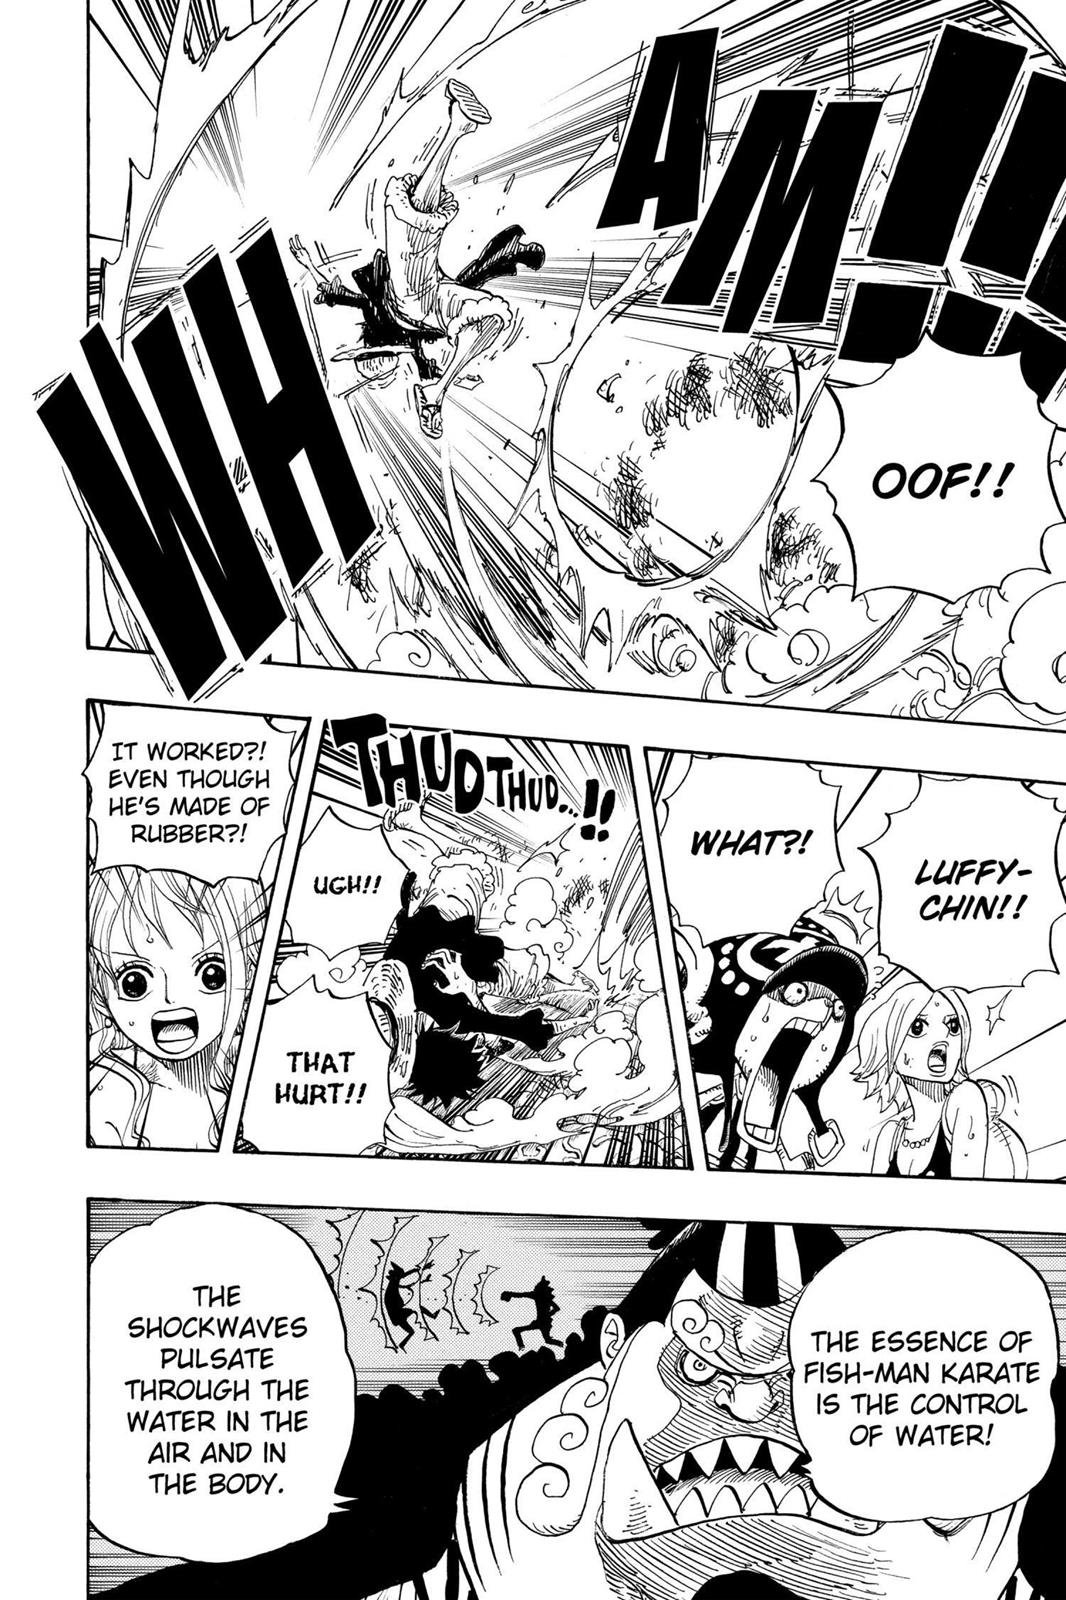 WHAM!!!
OOF!!
WHAT?!
LUFFY-
CHIN!!
THUD THUD...!!
UGH!!
THAT
HURT!!
IT WORKED?!
EVEN THOUGH
HE'S MADE OF
RUBBER?!
THE ESSENCE OF
FISH-MAN KARATE
IS THE CONTROL
OF WATER!
THE
SHOCKWAVES
PULSATE
THROUGH THE
WATER IN THE
AIR AND IN
THE BODY.